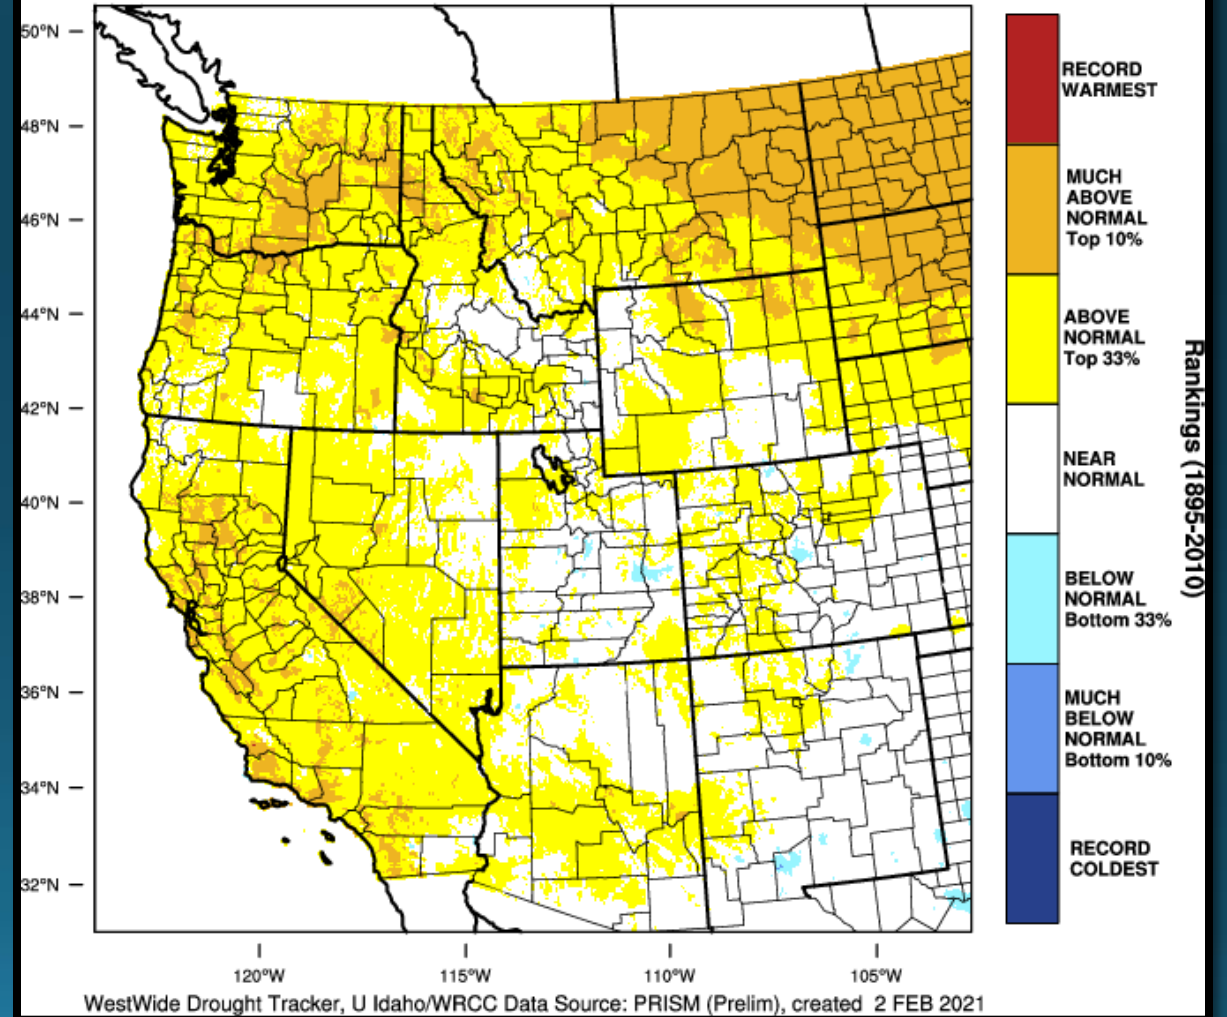 50°N
48°N
46°N
44°N
42°N
40°N
38°N
36°N
34°N
32°N
120°W
115°W
110°W
105°W
RECORD
WARMEST
MUCH
ABOVE
NORMAL
Top 10%
ABOVE
NORMAL
Top 33%
NEAR
NORMAL
BELOW
NORMAL
Bottom 33%
MUCH
BELOW
NORMAL
Bottom 10%
RECORD
COLDEST
Rankings (1895-2010)
WestWide Drought Tracker, U Idaho/WRCC Data Source: PRISM (Prelim), created 2 FEB 2021